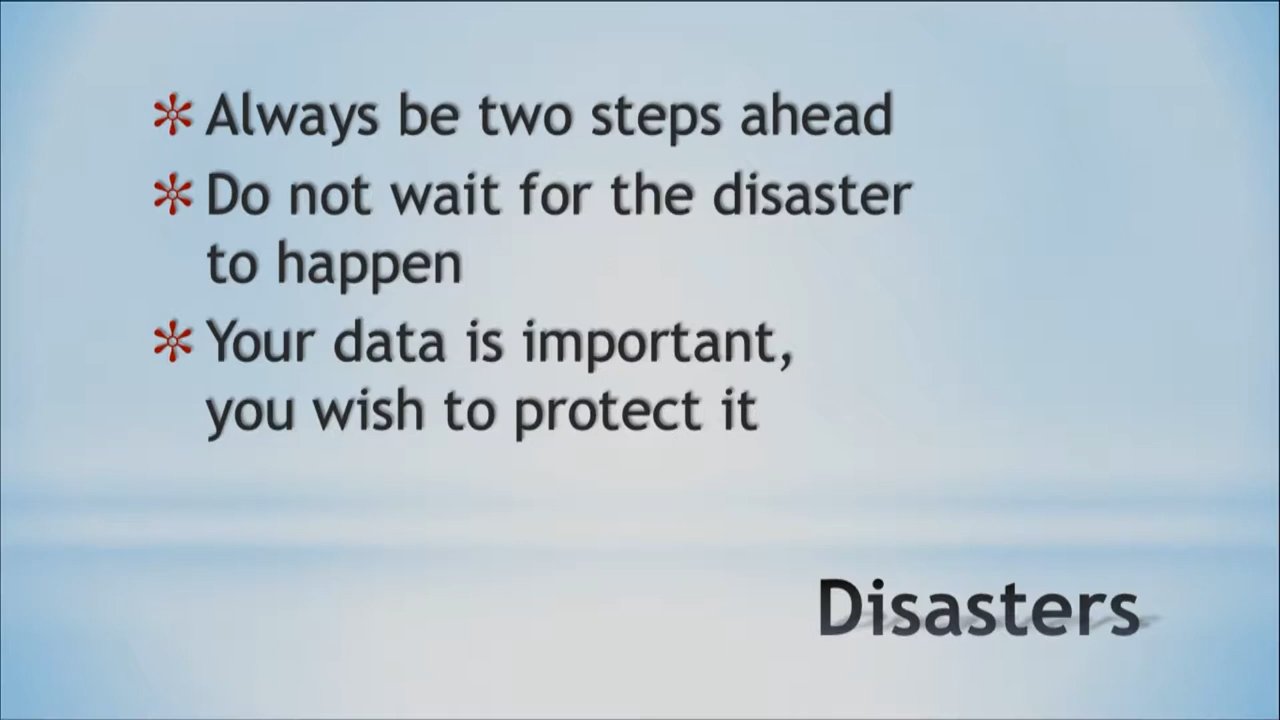 Always be two steps ahead
Do not wait for the disaster
to happen
Your data is important,
you wish to protect it
Disasters